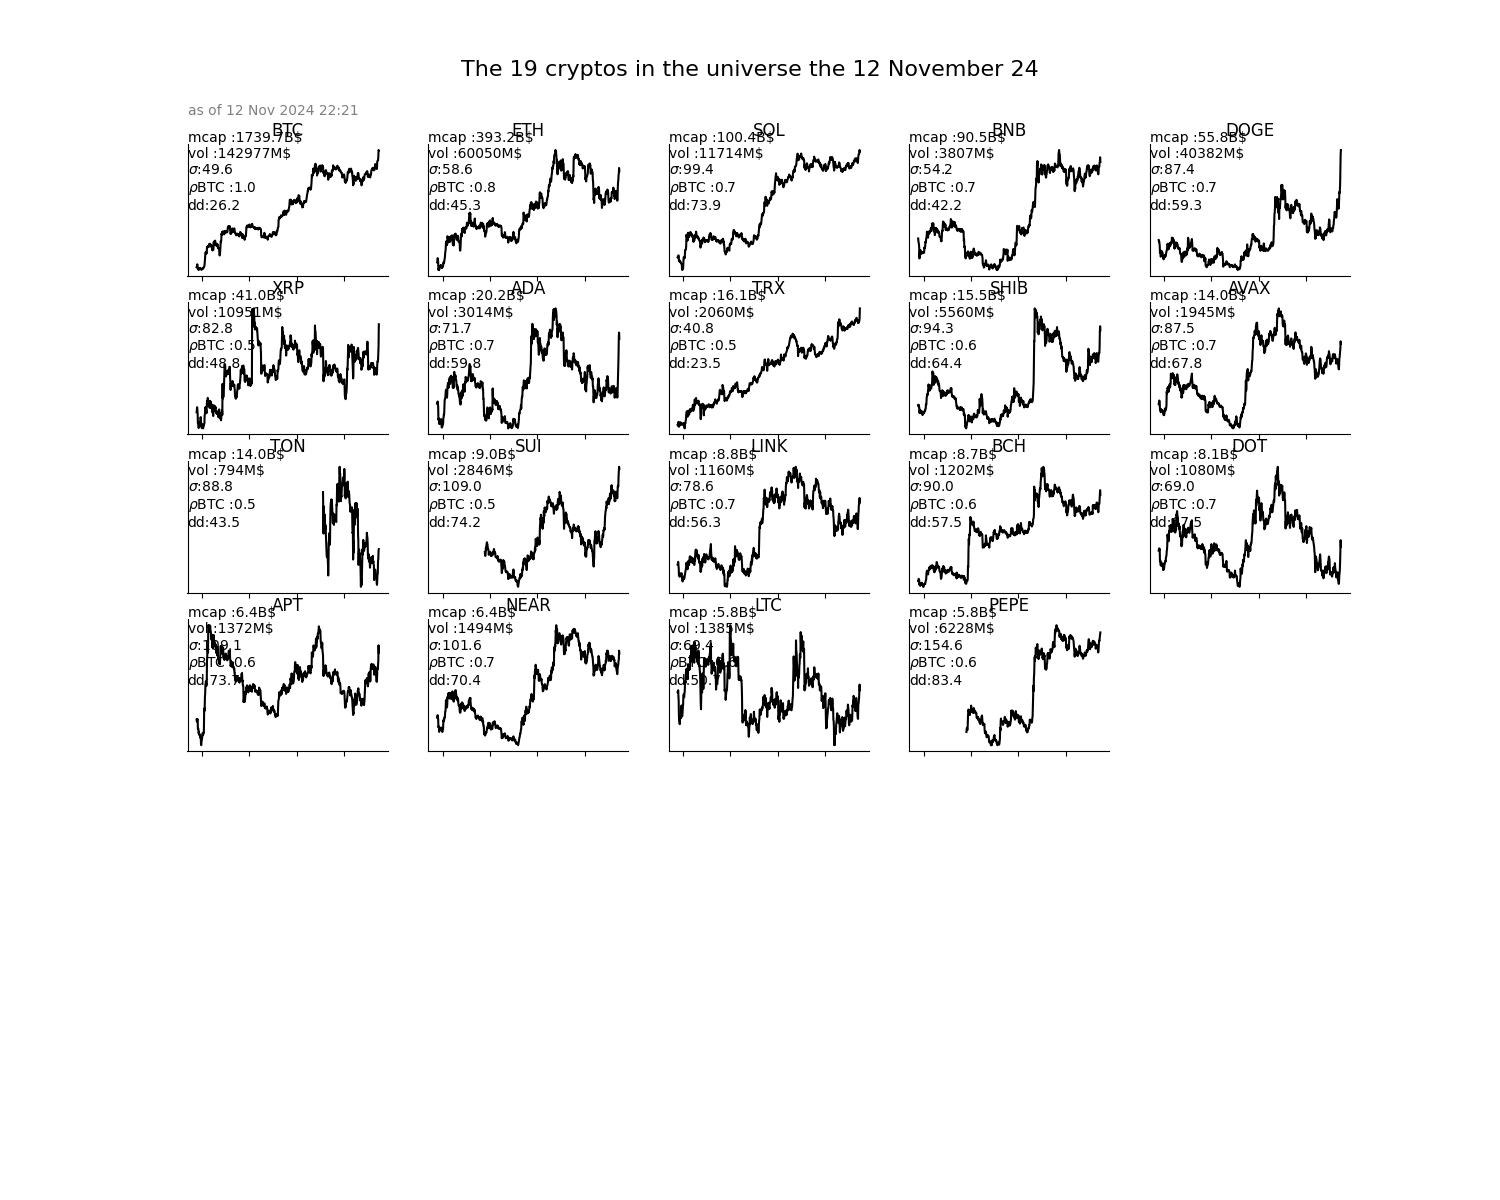 The 19 cryptos in the universe the 12 November 24
as of 12 Nov 2024 22:21
BTC
mcap :1739.7B$
vol :142977M$
σ:49.6
ρBTC :1.0
dd:26.2
ETH
mcap :393.2B$
vol :60050M$
σ:58.6
ρBTC :0.8
dd:45.3
SOL
mcap :100.4B$
vol :11714M$
σ:99.4
ρBTC :0.7
dd:73.9
BNB
mcap :90.5B$
vol :3807M$
σ:54.2
ρBTC :0.7
dd:42.2
DOGE
mcap :55.8B$
vol :40382M$
σ:87.4
ρBTC :0.7
dd:59.3
XRP
mcap :41.0B$
vol :10951M$
σ:82.8
ρBTC :0.5
dd:48.8
ADA
mcap :20.2B$
vol :3014M$
σ:71.7
ρBTC :0.7
dd:59.8
TRX
mcap :16.1B$
vol :2060M$
σ:40.8
ρBTC :0.5
dd:23.5
SHIB
mcap :15.5B$
vol :5560M$
σ:94.3
ρBTC :0.6
dd:64.4
AVAX
mcap :14.0B$
vol :1945M$
σ:87.5
ρBTC :0.7
dd:67.8
TON
mcap :14.0B$
vol :794M$
σ:88.8
ρBTC :0.5
dd:43.5
SUI
mcap :9.0B$
vol :2846M$
σ:109.0
ρBTC :0.5
dd:74.2
LINK
mcap :8.8B$
vol :1160M$
σ:78.6
ρBTC :0.7
dd:56.3
BCH
mcap :8.7B$
vol :1202M$
σ:90.0
ρBTC :0.6
dd:57.5
DOT
mcap :8.1B$
vol :1080M$
σ:69.0
ρBTC :0.7
APT
mcap :6.4B$
vol :1372M$
σ:109.1
ρBTC :0.6
dd:73.7
NEAR
mcap :6.4B$
vol :1494M$
σ:101.6
ρBTC :0.7
dd:70.4
LTC
mcap :5.8B$
vol :1385M$
σ:69.4
PEPE
mcap :5.8B$
vol :6228M$
σ:154.6
ρBTC :0.6
dd:83.4